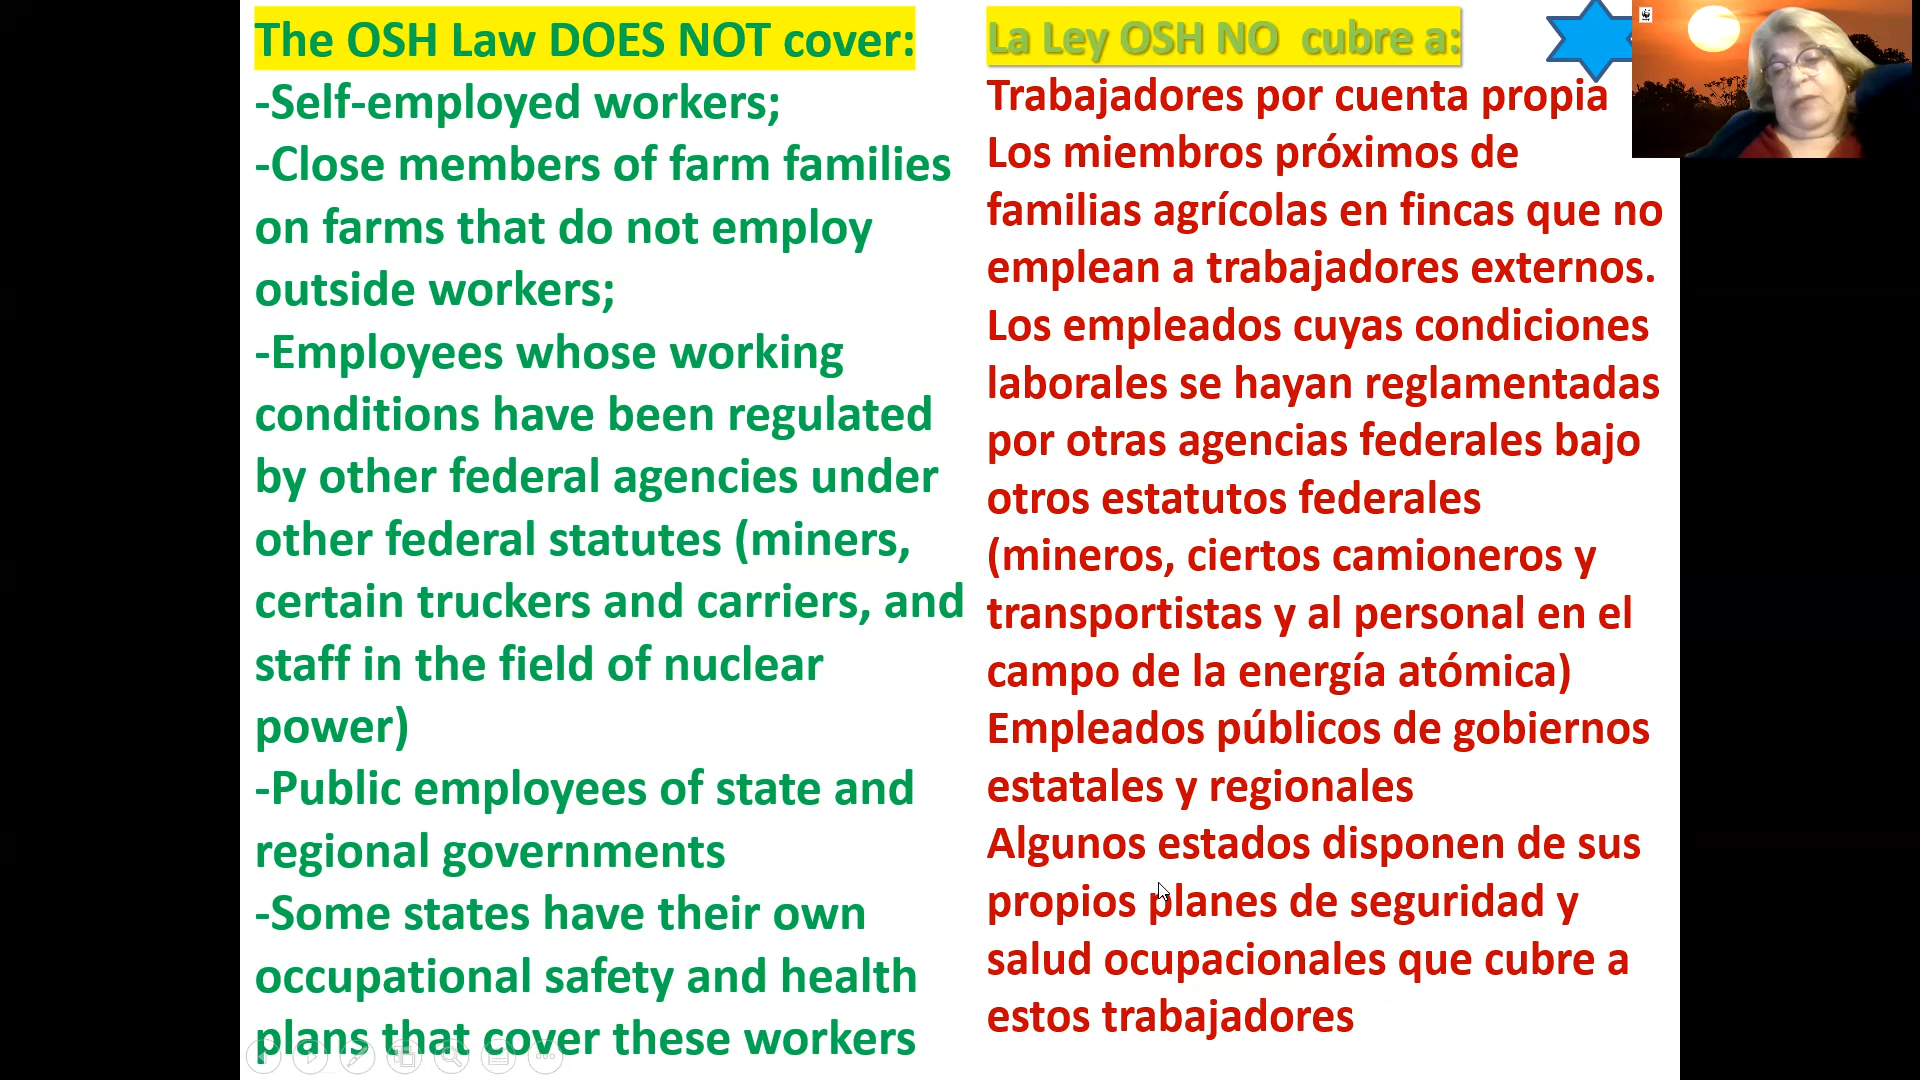 The OSH Law DOES NOT cover:
-Self-employed workers;
-Close members of farm families
on farms that do not employ
outside workers;
-Employees whose working
conditions have been regulated
by other federal agencies under
other federal statutes (miners,
certain truckers and carriers, and
staff in the field of nuclear
power)
-Public employees of state and
regional governments
-Some states have their own
occupational safety and health
plans that cover these workers
La Ley OSH NO cubre a:
Trabajadores por cuenta propia
Los miembros próximos de
familias agrícolas en fincas que no
emplean a trabajadores externos.
Los empleados cuyas condiciones
laborales se hayan reglamentadas
por otras agencias federales bajo
otros estatutos federales
(mineros, ciertos camioneros y
transportistas y al personal en el
campo de la energía atómica)
Empleados públicos de gobiernos
estatales y regionales
Algunos estados disponen de sus
propios planes de seguridad y
salud ocupacionales que cubre a
estos trabajadores